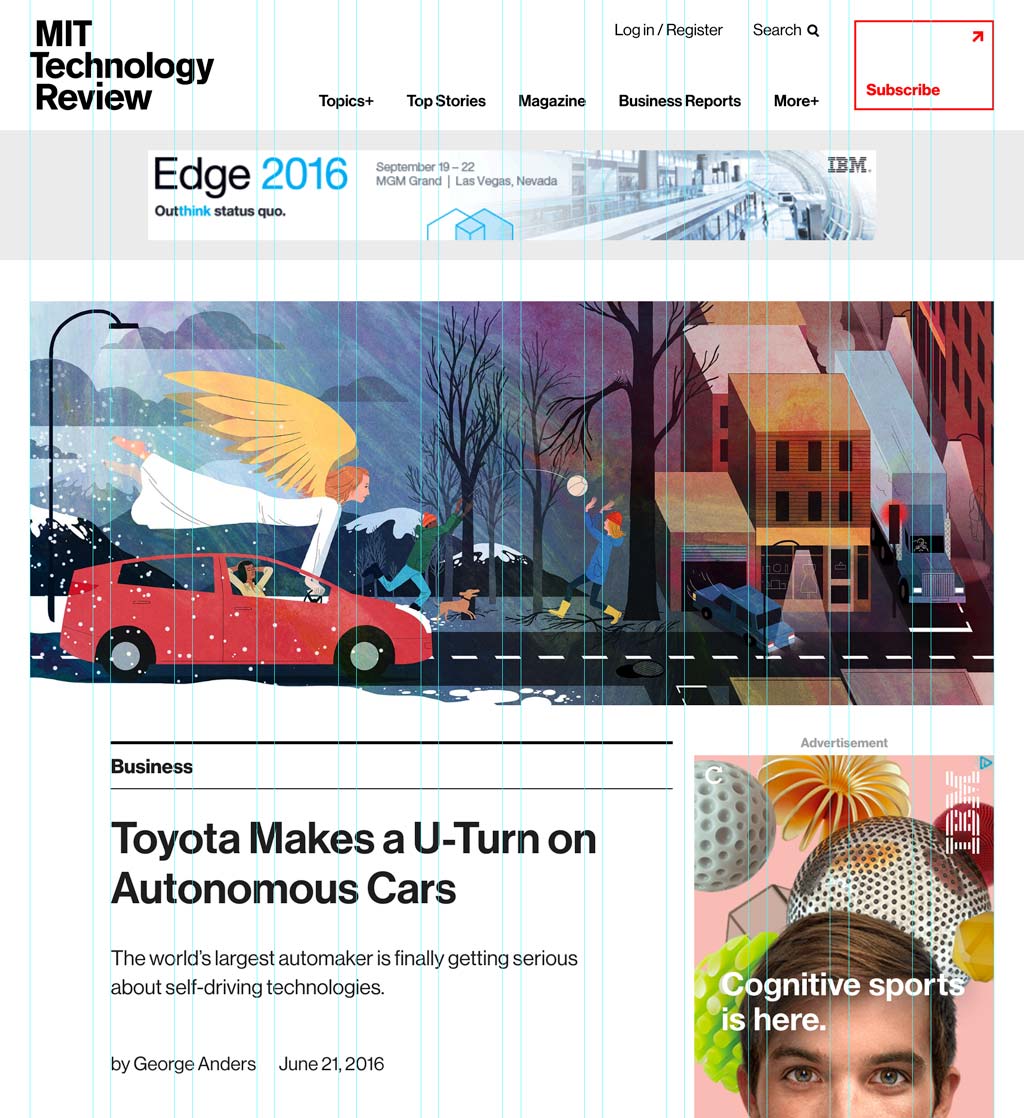 MIT
Technology
Review
Log in / Register
Search
Topics+
Top Stories
Magazine
Business Reports
More+
Subscribe
Edge 2016
September 19 – 22
MGM Grand | Las Vegas, Nevada
IBM.
Outthink status quo.
Business
Toyota Makes a U-Turn on
Autonomous Cars
The world’s largest automaker is finally getting serious
about self-driving technologies.
by George Anders
June 21, 2016
Advertisement
IBM
Cognitive sports
is here.